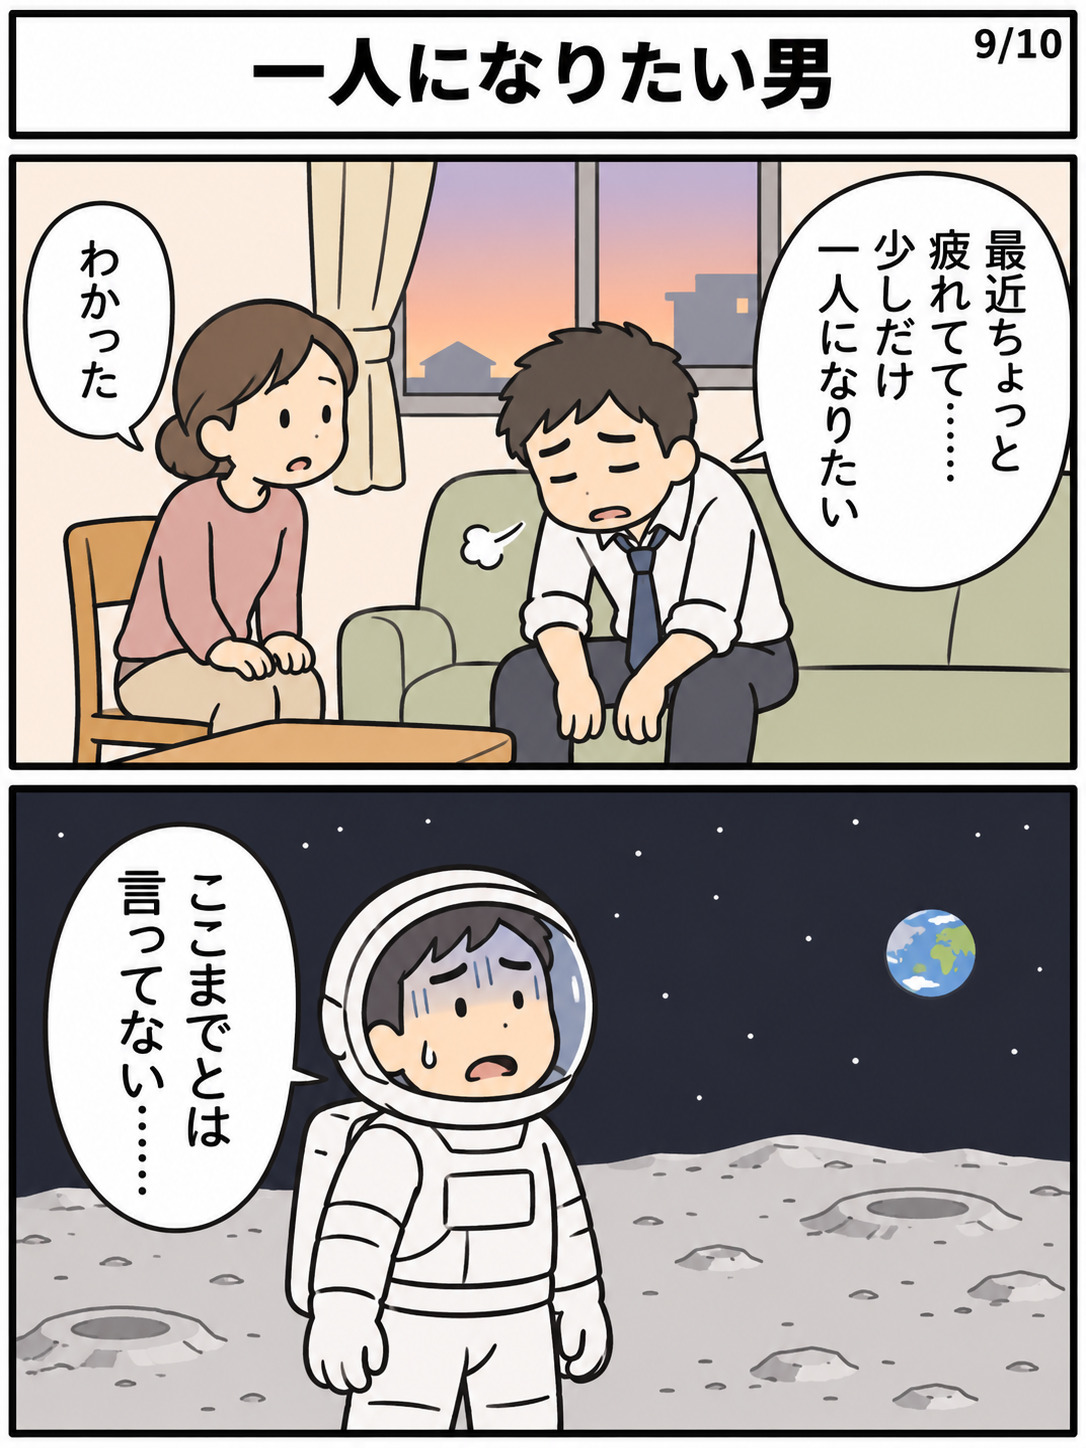 一人になりたい男
9/10
最近ちょっと
疲れてて……
少しだけ
一人になりたい
わかった
ここまでとは
言ってない……